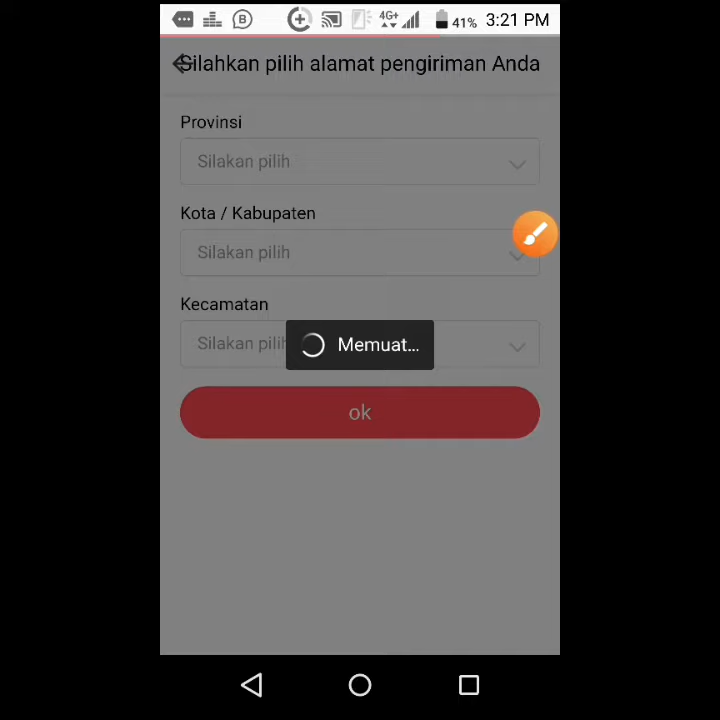 4G+ 41% 3:21 PM
Silahkan pilih alamat pengiriman Anda
Provinsi
Silakan pilih
Kota / Kabupaten
Silakan pilih
Kecamatan
Silakan pilih
Memuat...
ok